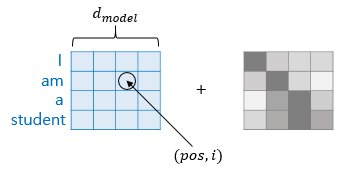 d_model
I
am
a
student
+
(pos, i)